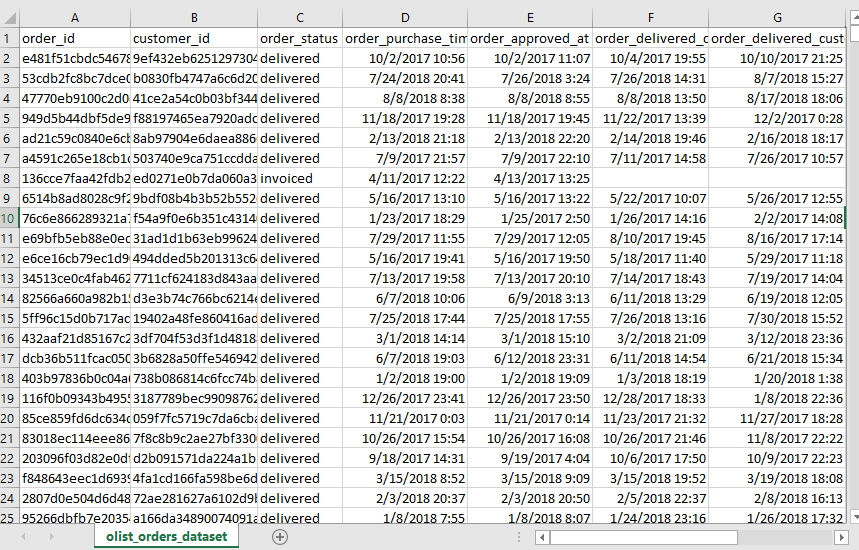 A B C D E F G
1 order_id customer_id order_status order_purchase_tim order_approved_at order_delivered_c order_delivered_cust
2 e481f51cbdc54678 9ef432eb6251297304 delivered 10/2/2017 10:56 10/2/2017 11:07 10/4/2017 19:55 10/10/2017 21:25
3 53cdb2fc8bc7dce0 b0830fb4747a6c6d20 delivered 7/24/2018 20:41 7/26/2018 3:24 7/26/2018 14:31 8/7/2018 15:27
4 47770eb9100c2d0 41ce2a54c0b03bf344 delivered 8/8/2018 8:38 8/8/2018 8:55 8/8/2018 13:50 8/17/2018 18:06
5 949d5b44dbf5de9 f88197465ea7920adc delivered 11/18/2017 19:28 11/18/2017 19:45 11/22/2017 13:39 12/2/2017 0:28
6 ad21c59c0840e6cb 8ab97904e6daea886 delivered 2/13/2018 21:18 2/13/2018 22:20 2/14/2018 19:46 2/16/2018 18:17
7 a4591c265e18cb1d 503740e9ca751ccdda delivered 7/9/2017 21:57 7/9/2017 22:10 7/11/2017 14:58 7/26/2017 10:57
8 136cce7faa42fdb2 ed0271e0b7da060a3 invoiced 4/11/2017 12:22 4/13/2017 13:25
9 6514b8ad8028c9f2 9bdf08b4b3b52b552 delivered 5/16/2017 13:10 5/16/2017 13:22 5/22/2017 10:07 5/26/2017 12:55
10 76c6e866289321a7 f54a9f0e6b351c4314 delivered 1/23/2017 18:29 1/25/2017 2:50 1/26/2017 14:16 2/2/2017 14:08
11 e69bfb5eb88e0ed 31ad1d1b63eb99624 delivered 7/29/2017 11:55 7/29/2017 12:05 8/10/2017 19:45 8/16/2017 17:14
12 e6ce16cb79ec1d9 494dded5b201313c6 delivered 5/16/2017 19:41 5/16/2017 19:50 5/18/2017 11:40 5/29/2017 11:18
13 34513ce0c4fab462 7711cf624183d843aa delivered 7/13/2017 19:58 7/13/2017 20:10 7/14/2017 18:43 7/19/2017 14:04
14 82566a660a982b15 d3e3b74c766bc6214e delivered 6/7/2018 10:06 6/9/2018 3:13 6/11/2018 13:29 6/19/2018 12:05
15 5ff96c15d0b717ac 19402a48fe860416ad delivered 7/25/2018 17:44 7/25/2018 17:55 7/26/2018 13:16 7/30/2018 15:52
16 432aaf21d85167c2 3df704f53d3f1d4818 delivered 3/1/2018 14:14 3/1/2018 15:10 3/2/2018 21:09 3/12/2018 23:36
17 dcb36b511fcac050 3b6828a50ffe546942 delivered 6/7/2018 19:03 6/12/2018 23:31 6/11/2018 14:54 6/21/2018 15:34
18 403b97836b0c04a 738b086814c6fcc74b delivered 1/2/2018 19:00 1/2/2018 19:09 1/3/2018 18:19 1/20/2018 1:38
19 116f0b09343b4955 3187789bec99098762 delivered 12/26/2017 23:41 12/26/2017 23:50 12/28/2017 18:33 1/8/2018 22:36
20 85ce859fd6dc634 059f7fc5719c7da6cba delivered 11/21/2017 0:03 11/21/2017 0:14 11/23/2017 21:32 11/27/2017 18:28
21 83018ec114eee86 7f8c8b9c2ae27bf330 delivered 10/26/2017 15:54 10/26/2017 16:08 10/26/2017 21:46 11/8/2017 22:22
22 203096f03d82e0d d2b091571da224a1b delivered 9/18/2017 14:31 9/19/2017 4:04 10/6/2017 17:50 10/9/2017 22:23
23 f848643eec1d6939 4fa1cd166fa598be6d delivered 3/15/2018 8:52 3/15/2018 9:09 3/15/2018 19:52 3/19/2018 18:08
24 2807d0e504d6d48 72ae281627a6102d9 delivered 2/3/2018 20:37 2/3/2018 20:50 2/5/2018 22:37 2/8/2018 16:13
25 95266dbfb7e2035 a166da34890074091 delivered 1/8/2018 7:55 1/8/2018 8:07 1/24/2018 23:16 1/26/2018 17:32
olist_orders_dataset